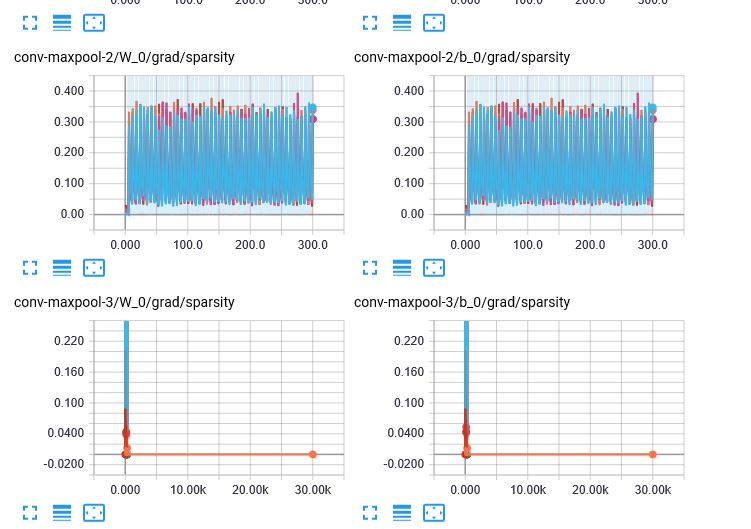 0.000 100.0 200.0 300.0 0.000 100.0 200.0 300.0
conv-maxpool-2/W_0/grad/sparsity conv-maxpool-2/b_0/grad/sparsity
0.400 0.400
0.300 0.300
0.200 0.200
0.100 0.100
0.00 0.00
0.000 100.0 200.0 300.0 0.000 100.0 200.0 300.0
conv-maxpool-3/W_0/grad/sparsity conv-maxpool-3/b_0/grad/sparsity
0.220 0.220
0.160 0.160
0.100 0.100
0.0400 0.0400
-0.0200 -0.0200
0.000 10.00k 20.00k 30.00k 0.000 10.00k 20.00k 30.00k